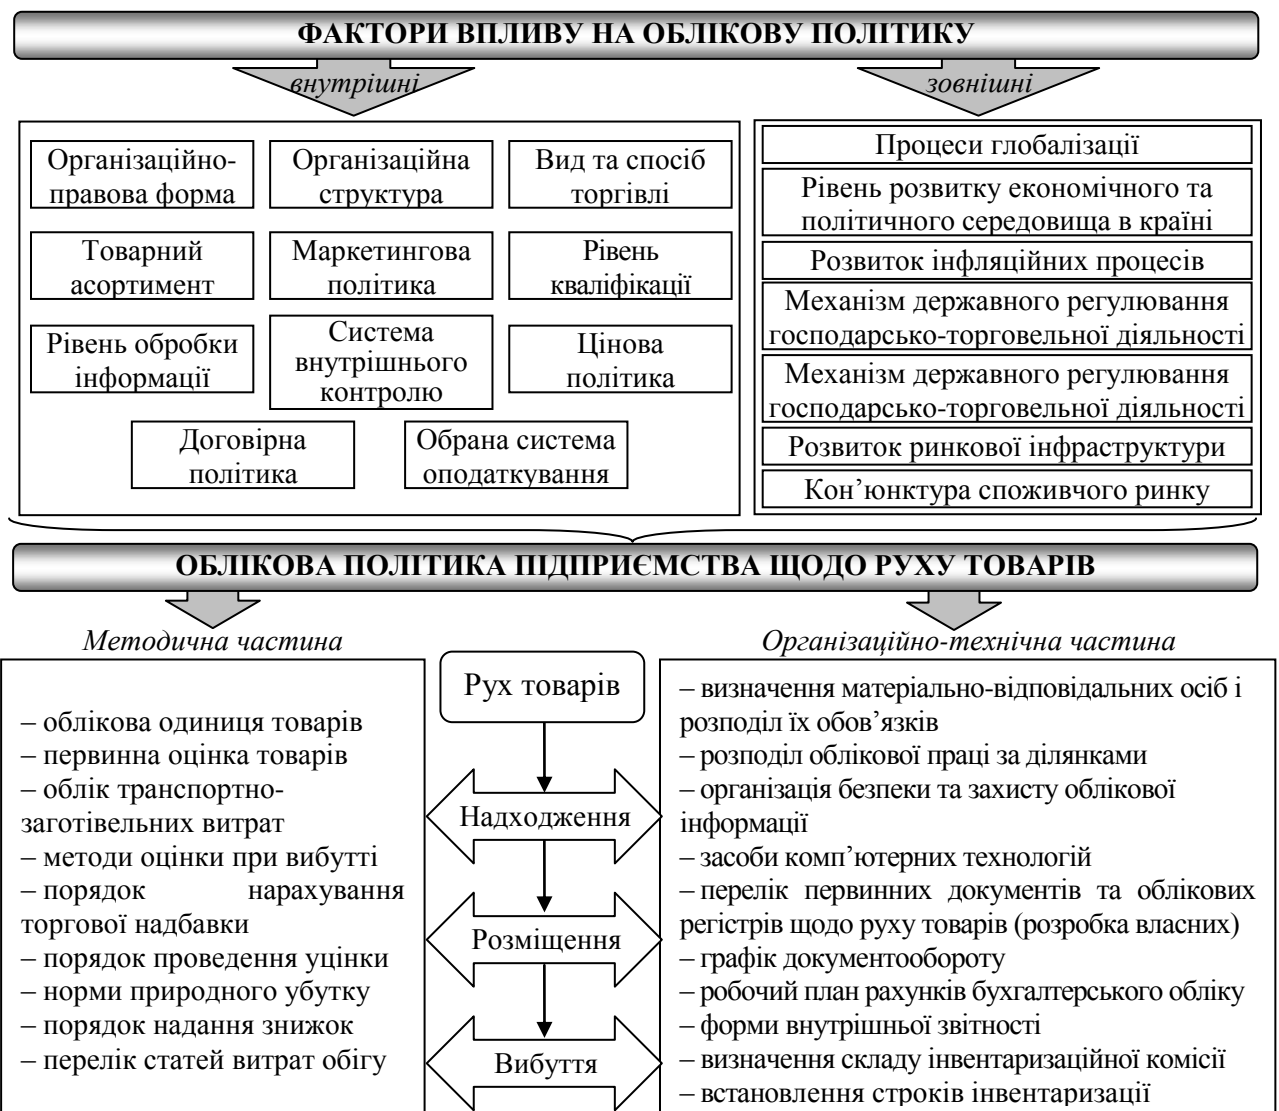 ФАКТОРИ ВПЛИВУ НА ОБЛІКОВУ ПОЛІТИКУ
внутрішні
зовнішні
Організаційно-
правова форма
Організаційна
структура
Вид та спосіб
торгівлі
Товарний
асортимент
Маркетингова
політика
Рівень
кваліфікації
Рівень обробки
інформації
Система
внутрішнього
контролю
Цінова
політика
Договірна
політика
Обрана система
оподаткування
Процеси глобалізації
Рівень розвитку економічного та
політичного середовища в країні
Розвиток інфляційних процесів
Механізм державного регулювання
господарсько-торговельної діяльності
Механізм державного регулювання
господарсько-торговельної діяльності
Розвиток ринкової інфраструктури
Кон’юнктура споживчого ринку
ОБЛІКОВА ПОЛІТИКА ПІДПРИЄМСТВА ЩОДО РУХУ ТОВАРІВ
Методична частина
– облікова одиниця товарів
– первинна оцінка товарів
– облік транспортно-
заготівельних витрат
– методи оцінки при вибутті
– порядок нарахування
торгової надбавки
– порядок проведення уцінки
– норми природного убутку
– порядок надання знижок
– перелік статей витрат обігу
Рух товарів
Надходження
Розміщення
Вибуття
Організаційно-технічна частина
– визначення матеріально-відповідальних осіб і
розподіл їх обов’язків
– розподіл облікової праці за ділянками
– організація безпеки та захисту облікової
інформації
– засоби комп’ютерних технологій
– перелік первинних документів та облікових
регістрів щодо руху товарів (розробка власних)
– графік документообороту
– робочий план рахунків бухгалтерського обліку
– форми внутрішньої звітності
– визначення складу інвентаризаційної комісії
– встановлення строків інвентаризації